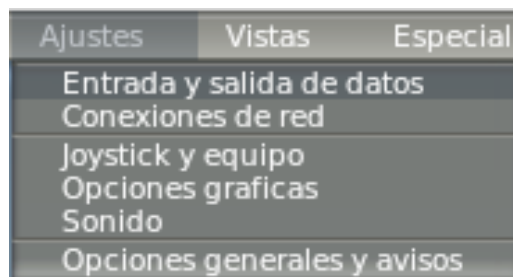 Ajustes Vistas Especial
Entrada y salida de datos
Conexiones de red
Joystick y equipo
Opciones graficas
Sonido
Opciones generales y avisos